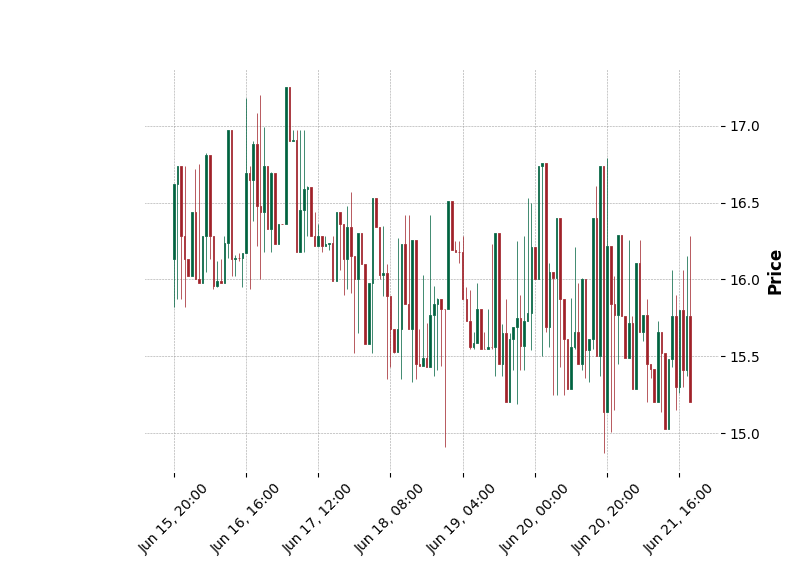 17.0
16.5
16.0
15.5
15.0
Price
Jun 15, 20:00
Jun 16, 16:00
Jun 17, 12:00
Jun 18, 08:00
Jun 19, 04:00
Jun 20, 00:00
Jun 20, 20:00
Jun 21, 16:00